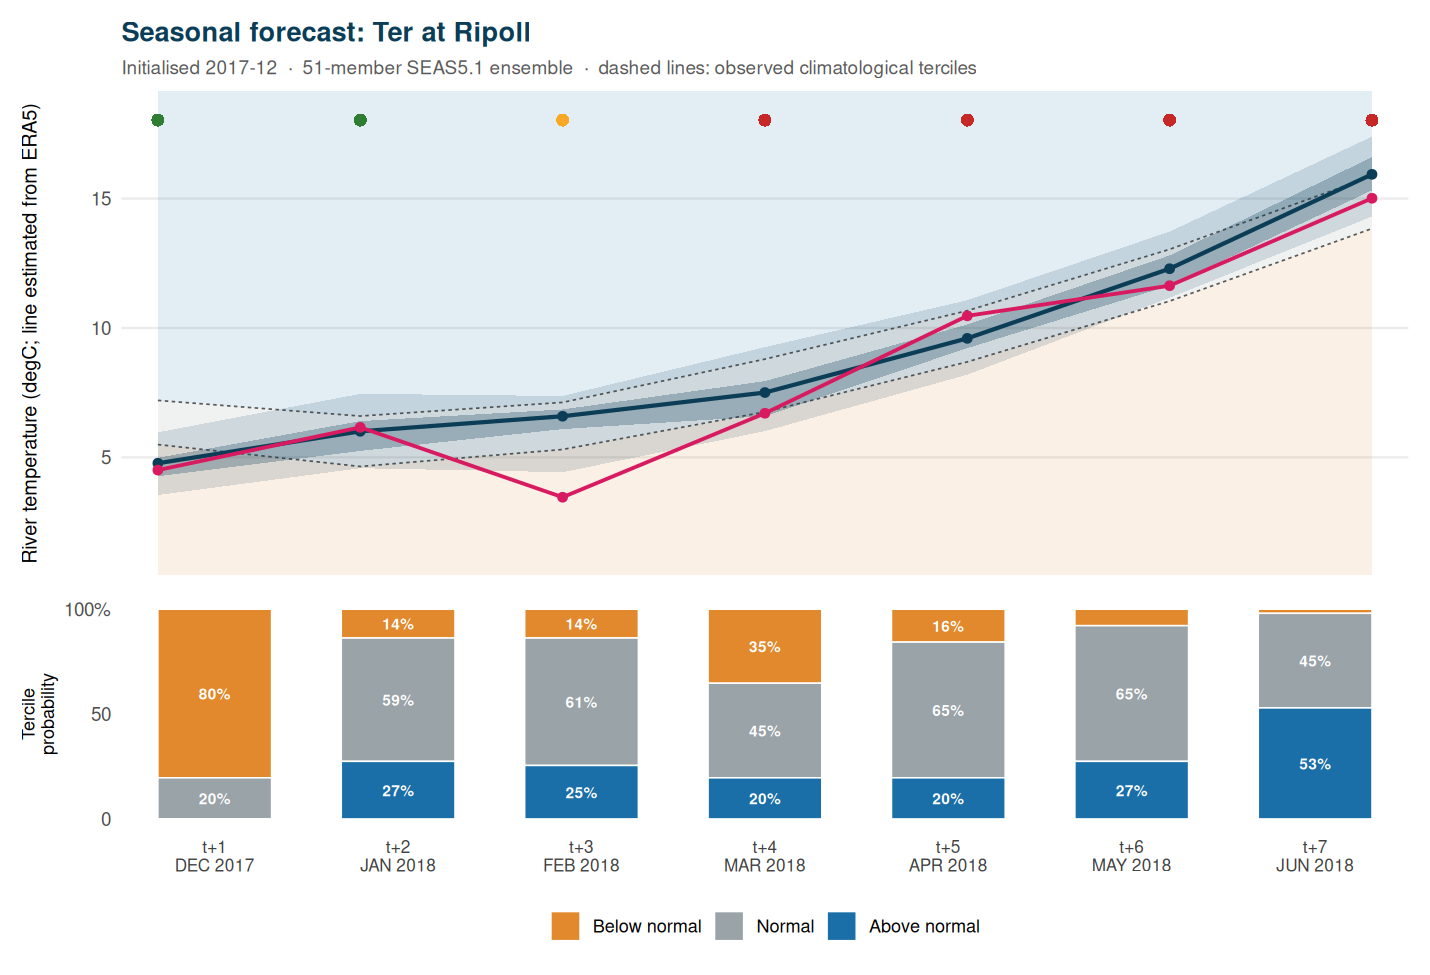 Seasonal forecast: Ter at Ripoll
Initialised 2017-12 · 51-member SEAS5.1 ensemble · dashed lines: observed climatological terciles
River temperature (degC; line estimated from ERA5)
15
10
5
Tercile
probability
100%
50
0
80%
20%
14%
59%
27%
14%
61%
25%
35%
45%
20%
16%
65%
20%
65%
27%
45%
53%
t+1
DEC 2017
t+2
JAN 2018
t+3
FEB 2018
t+4
MAR 2018
t+5
APR 2018
t+6
MAY 2018
t+7
JUN 2018
Below normal
Normal
Above normal